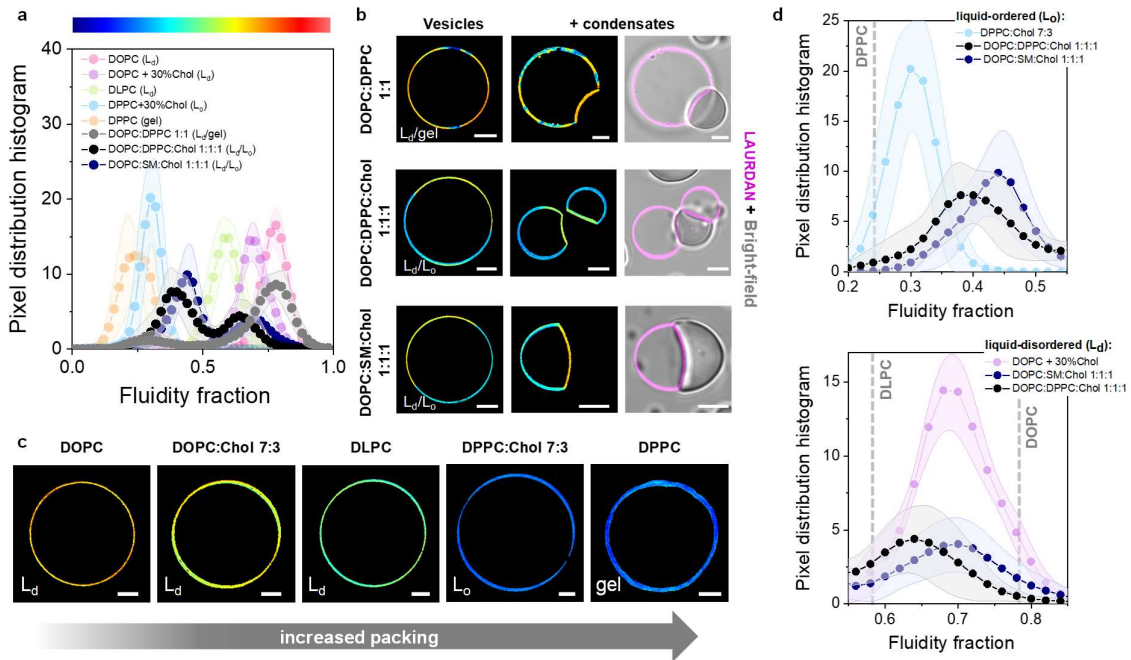 a
Pixel distribution histogram
40
30
20
10
0
DOPC (Ld)
DOPC + 30%Chol (Ld)
DLPC (Ld)
DPPC+30%Chol (Lo)
DPPC (gel)
DOPC:DPPC 1:1 (Ld/gel)
DOPC:DPPC:Chol 1:1:1 (Ld/Lo)
DOPC:SM:Chol 1:1:1 (Ld/Lo)
0.0
0.5
1.0
Fluidity fraction
b
Vesicles
+ condensates
DOPC:DPPC
1:1
Ld/gel
DOPC:DPPC:Chol
1:1:1
Ld/Lo
DOPC:SM:Chol
1:1:1
Ld/Lo
LAURDAN + Bright-field
c
DOPC
DOPC:Chol 7:3
DLPC
DPPC:Chol 7:3
DPPC
Ld
Ld
Ld
Lo
gel
increased packing
d
Pixel distribution histogram
25
20
15
10
5
0
DPPC
liquid-ordered (Lo):
DPPC:Chol 7:3
DOPC:DPPC:Chol 1:1:1
DOPC:SM:Chol 1:1:1
0.2
0.3
0.4
0.5
Fluidity fraction
Pixel distribution histogram
15
10
5
0
DLPC
DOPC
liquid-disordered (Ld):
DOPC + 30%Chol
DOPC:SM:Chol 1:1:1
DOPC:DPPC:Chol 1:1:1
0.6
0.7
0.8
Fluidity fraction